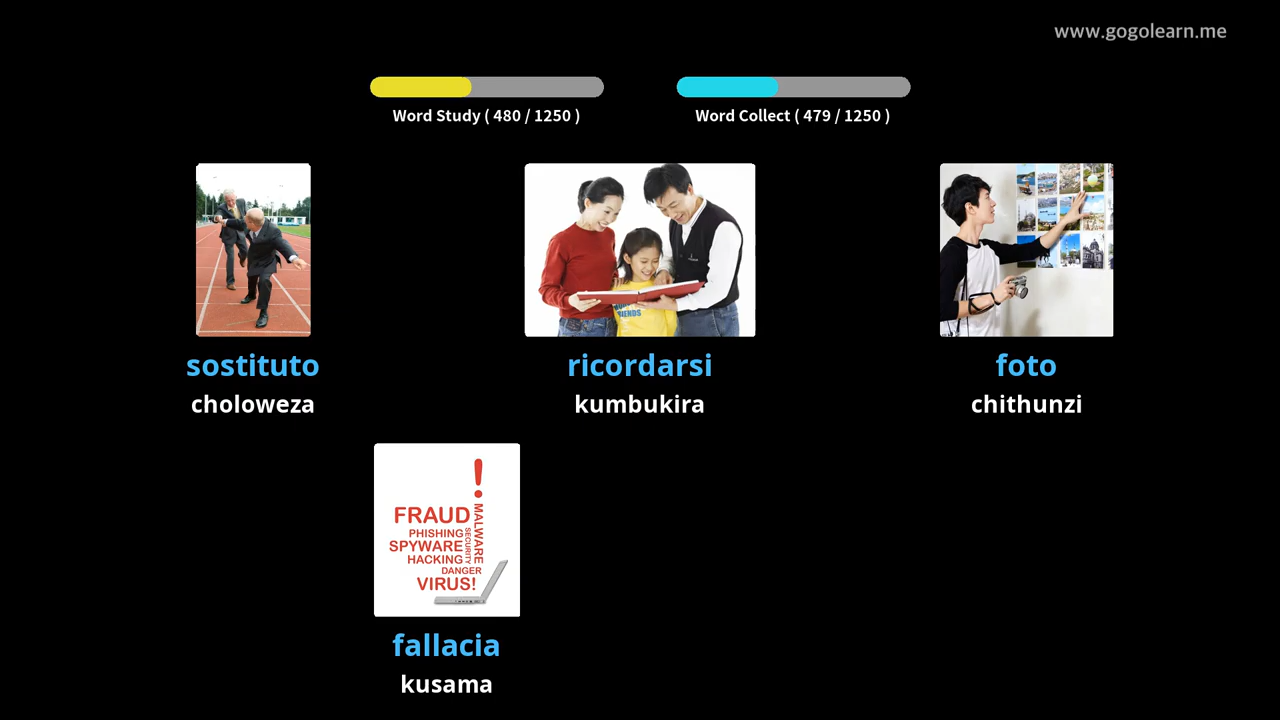 www.gogolearn.me
Word Study ( 480 / 1250 )
Word Collect ( 479 / 1250 )
sostituto
choloweza
ricordarsi
kumbukira
foto
chithunzi
!
FRAUD
MALWARE
PHISHING
SECURITY
SPYWARE
HACKING
DANGER
VIRUS!
fallacia
kusama